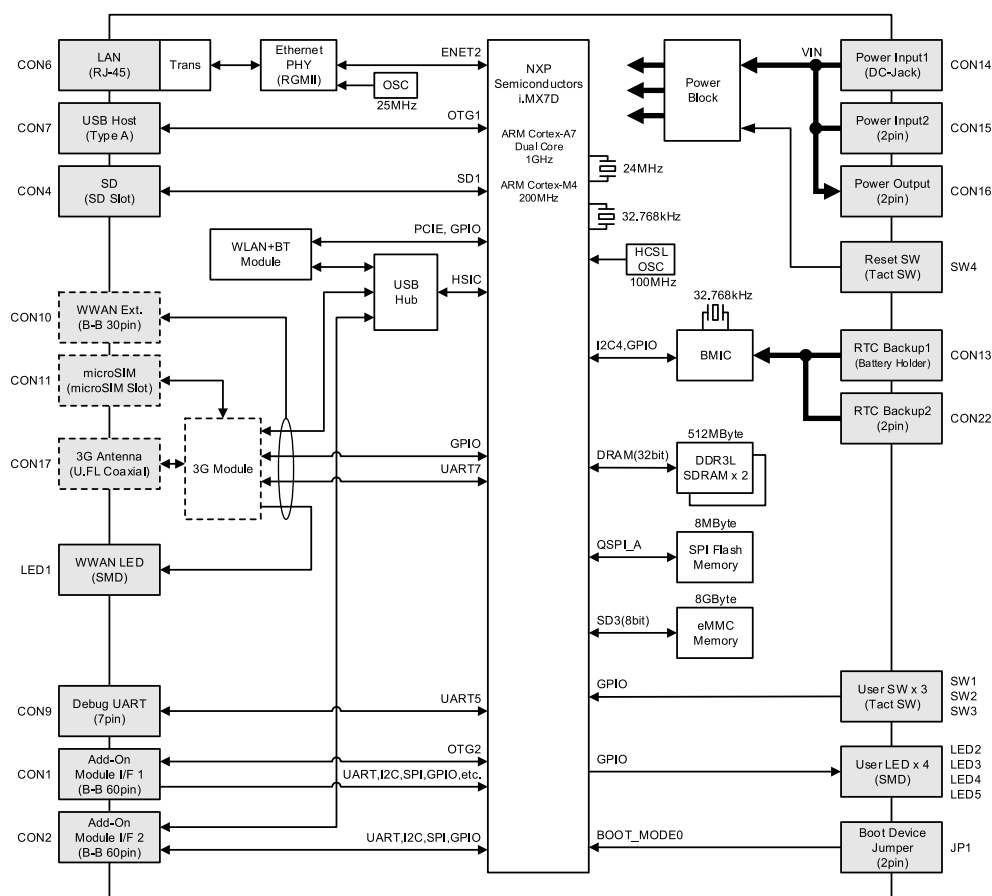 CON6
LAN
(RJ-45)
Trans
Ethernet
PHY
(RGMII)
OSC
25MHz
ENET2
CON7
USB Host
(Type A)
OTG1
CON4
SD
(SD Slot)
SD1
WLAN+BT
Module
PCIE, GPIO
USB
Hub
HSIC
CON10
WWAN Ext.
(B-B 30pin)
CON11
microSIM
(microSIM Slot)
CON17
3G Antenna
(U.FL Coaxial)
3G Module
GPIO
UART7
LED1
WWAN LED
(SMD)
CON9
Debug UART
(7pin)
UART5
CON1
Add-On
Module I/F 1
(B-B 60pin)
OTG2
UART,I2C,SPI,GPIO,etc.
CON2
Add-On
Module I/F 2
(B-B 60pin)
UART,I2C,SPI,GPIO
NXP
Semiconductors
i.MX7D
ARM Cortex-A7
Dual Core
1GHz
ARM Cortex-M4
200MHz
24MHz
32.768kHz
HCSL
OSC
100MHz
Power
Block
VIN
Power Input1
(DC-Jack)
CON14
Power Input2
(2pin)
CON15
Power Output
(2pin)
CON16
Reset SW
(Tact SW)
SW4
32.768kHz
I2C4,GPIO
BMIC
RTC Backup1
(Battery Holder)
CON13
RTC Backup2
(2pin)
CON22
512MByte
DRAM(32bit)
DDR3L
SDRAM x 2
8MByte
QSPI_A
SPI Flash
Memory
8GByte
SD3(8bit)
eMMC
Memory
GPIO
User SW x 3
(Tact SW)
SW1
SW2
SW3
GPIO
User LED x 4
(SMD)
LED2
LED3
LED4
LED5
BOOT_MODE0
Boot Device
Jumper
(2pin)
JP1